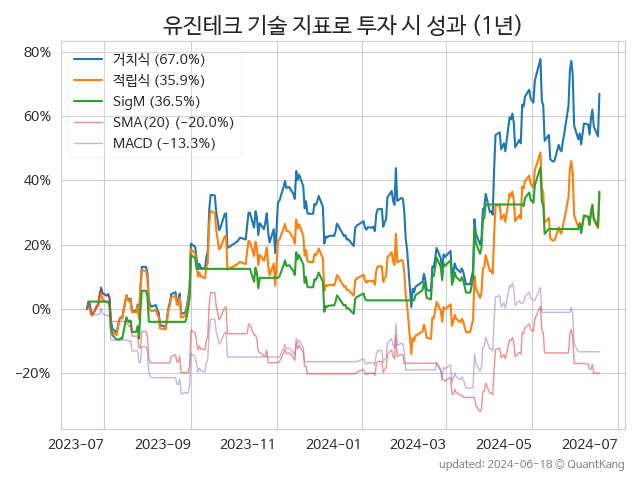 유진테크 기술 지표로 투자 시 성과 (1년)
80%
60%
40%
20%
0%
−20%
거치식 (67.0%)
적립식 (35.9%)
SigM (36.5%)
SMA(20) (−20.0%)
MACD (−13.3%)
2023-07 2023-09 2023-11 2024-01 2024-03 2024-05 2024-07
updated: 2024-06-18 ⓒ QuantKang